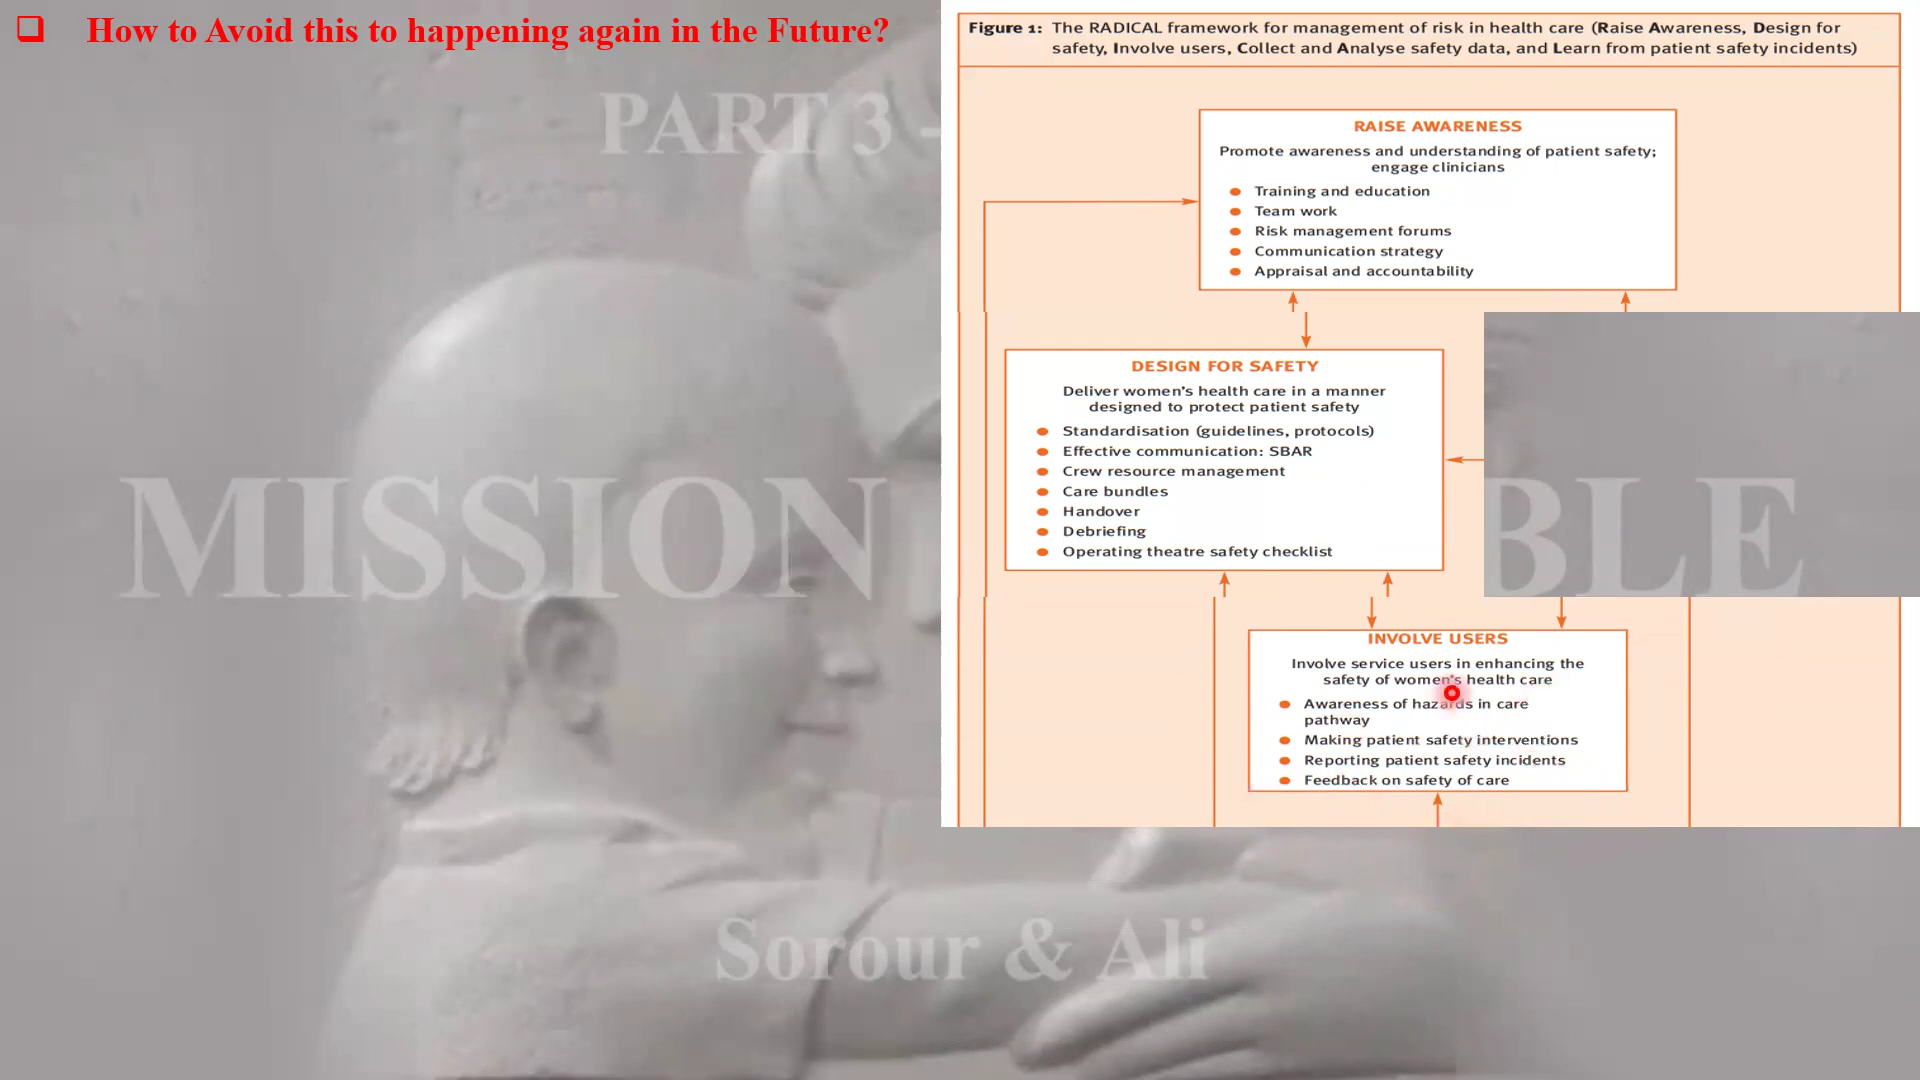 ❑ How to Avoid this to happening again in the Future?
PART 3 -
MISSION
BLE
Sorour & Ali
Figure 1: The RADICAL framework for management of risk in health care (Raise Awareness, Design for
safety, Involve users, Collect and Analyse safety data, and Learn from patient safety incidents)
RAISE AWARENESS
Promote awareness and understanding of patient safety;
engage clinicians
● Training and education
● Team work
● Risk management forums
● Communication strategy
● Appraisal and accountability
DESIGN FOR SAFETY
Deliver women's health care in a manner
designed to protect patient safety
● Standardisation (guidelines, protocols)
● Effective communication: SBAR
● Crew resource management
● Care bundles
● Handover
● Debriefing
● Operating theatre safety checklist
INVOLVE USERS
Involve service users in enhancing the
safety of women's health care
● Awareness of hazards in care
pathway
● Making patient safety interventions
● Reporting patient safety incidents
● Feedback on safety of care